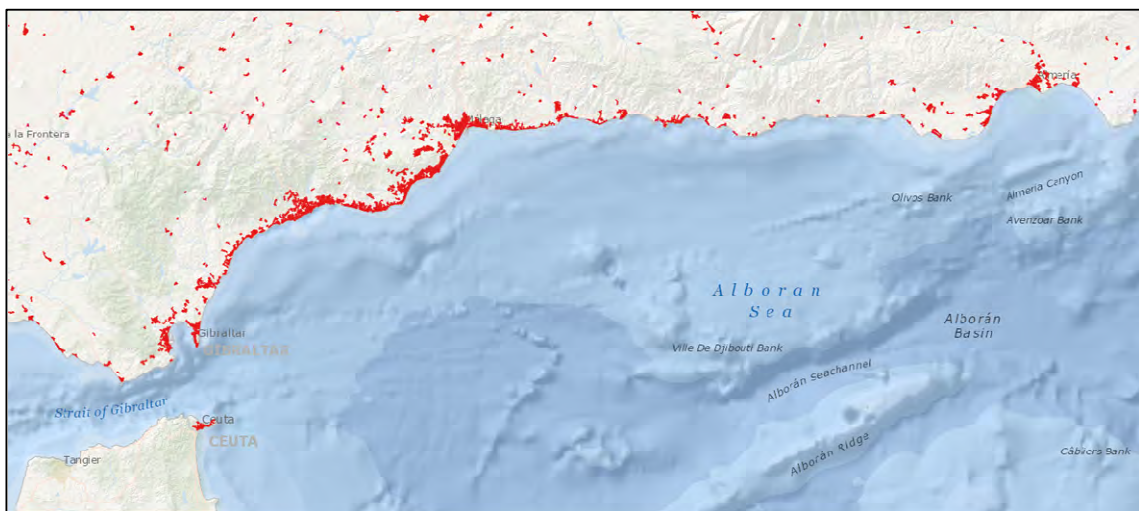 Almería
Málaga
a la Frontera
Almería Canyon
Olivos Bank
Avenzoar Bank
Alboran
Sea
Alborán
Basin
Gibraltar
GIBRALTAR
Ville De Djibouti Bank
Alborán Seachannel
Strait of Gibraltar
Ceuta
CEUTA
Alborán Ridge
Tangier
Cábliers Bank